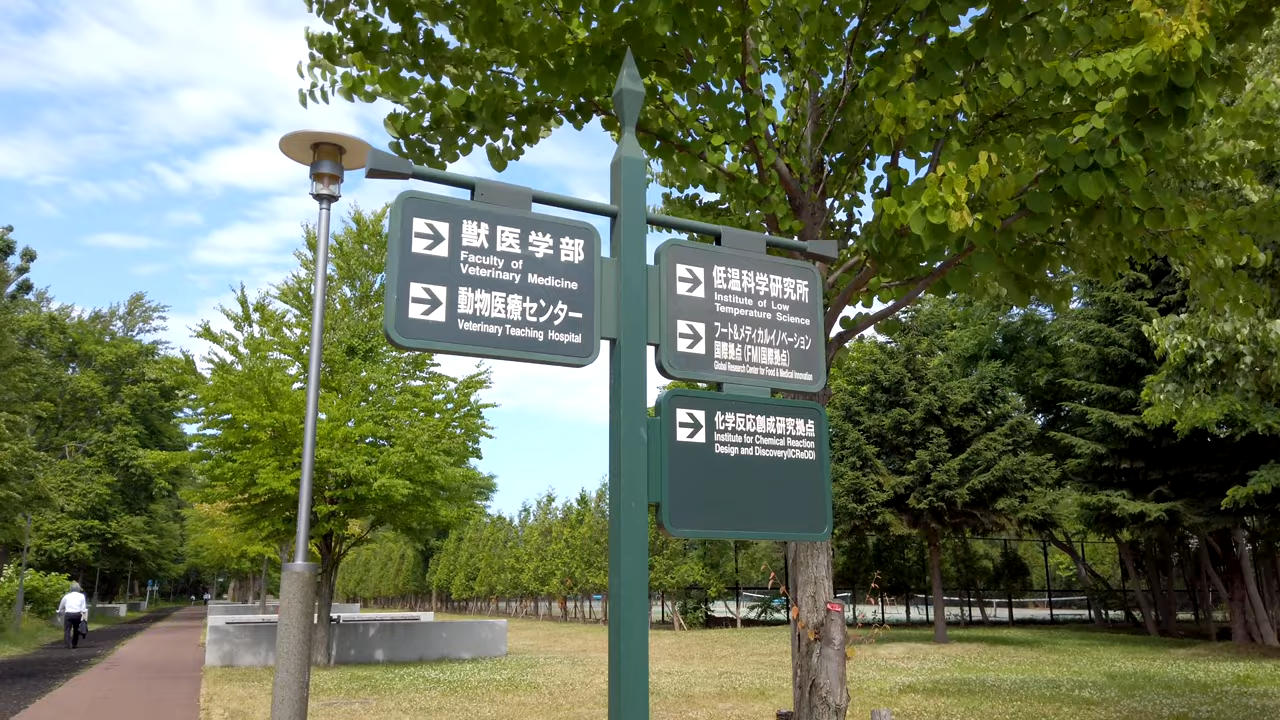 獣医学部
Faculty of
Veterinary Medicine
動物医療センター
Veterinary Teaching Hospital
低温科学研究所
Institute of Low
Temperature Science
フード&メディカルイノベーション
国際拠点(FMI国際拠点)
Global Research Center for Food & Medical Innovation
化学反応創成研究拠点
Institute for Chemical Reaction
Design and Discovery(ICReDD)